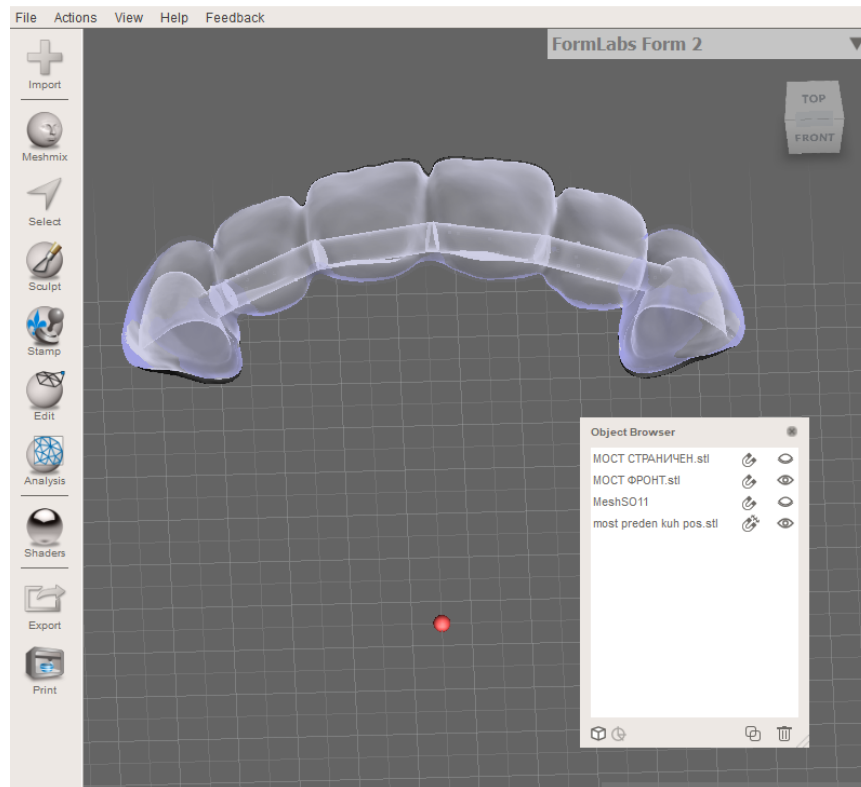 File Actions View Help Feedback
FormLabs Form 2
Import
Meshmix
Select
Sculpt
Stamp
Edit
Analysis
Shaders
Export
Print
TOP
FRONT
Object Browser
МОСТ СТРАНИЧЕН.stl
МОСТ ФРОНТ.stl
MeshSO11
most preden kuh pos.stl